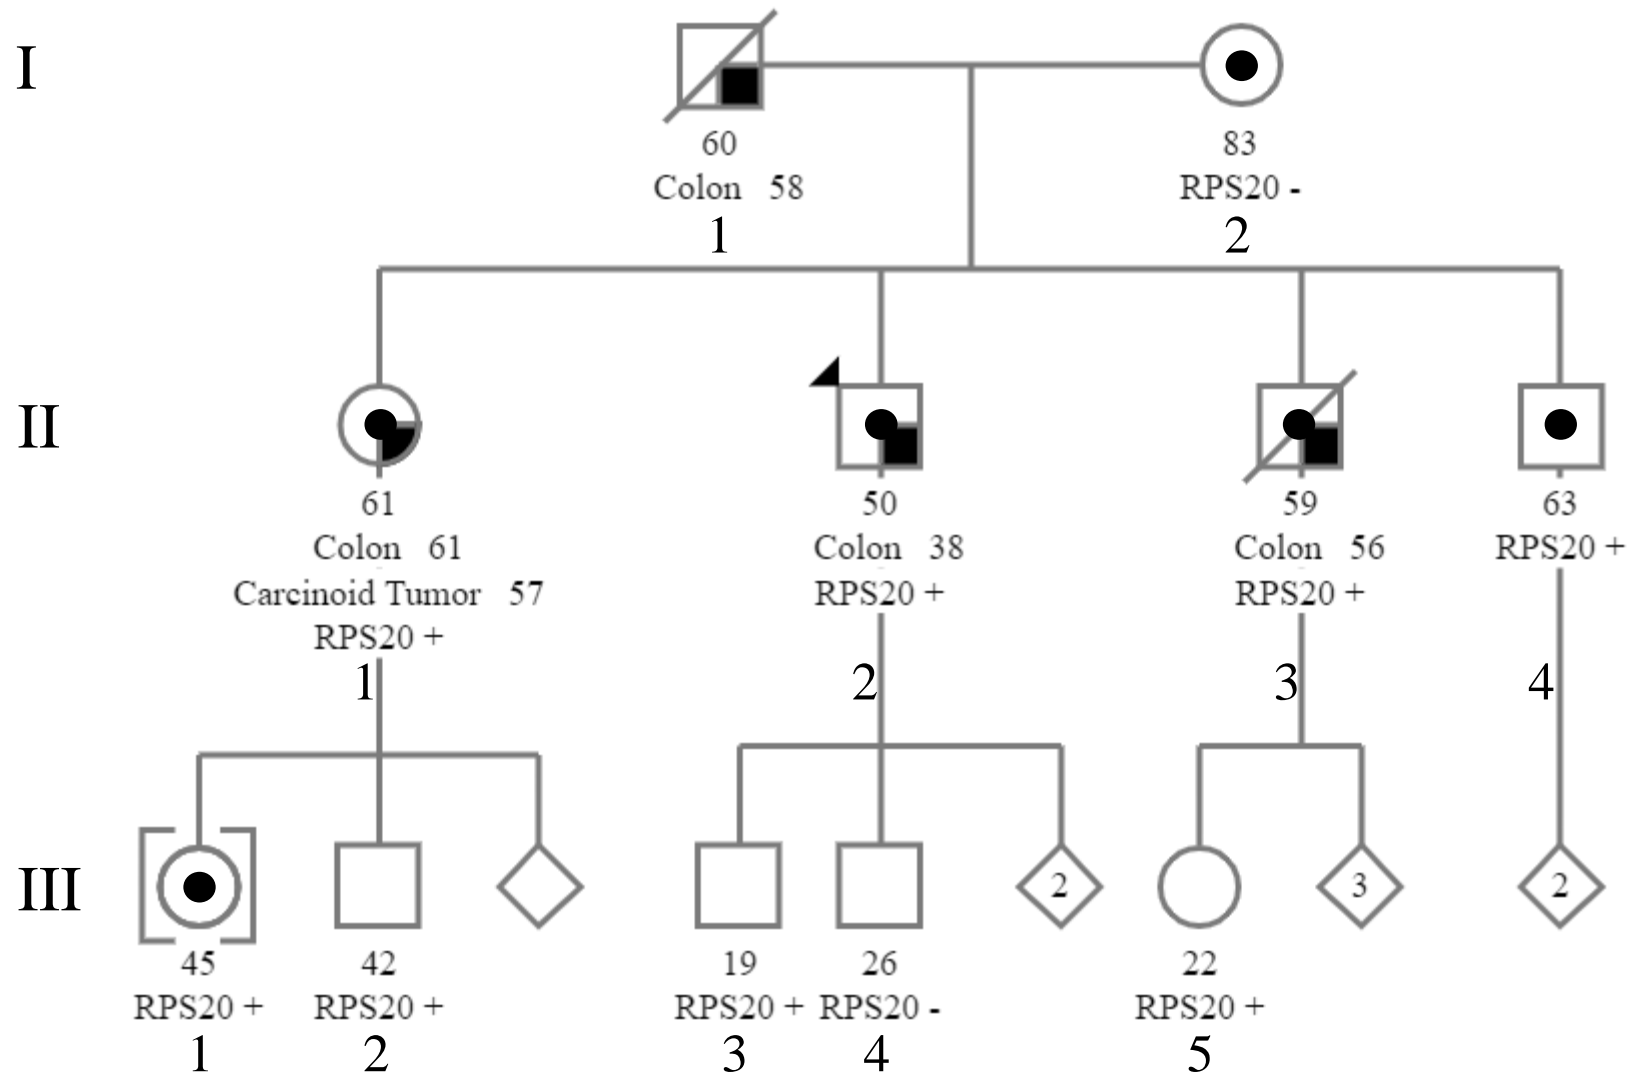 I
60
83
Colon 58
RPS20 -
1
2
II
61
50
59
63
Colon 61
Colon 38
Colon 56
RPS20 +
Carcinoid Tumor 57
RPS20 +
RPS20 +
RPS20 +
1
2
3
4
III
2
3
2
45
42
19
26
22
RPS20 +
RPS20 +
RPS20 +
RPS20 -
RPS20 +
1
2
3
4
5